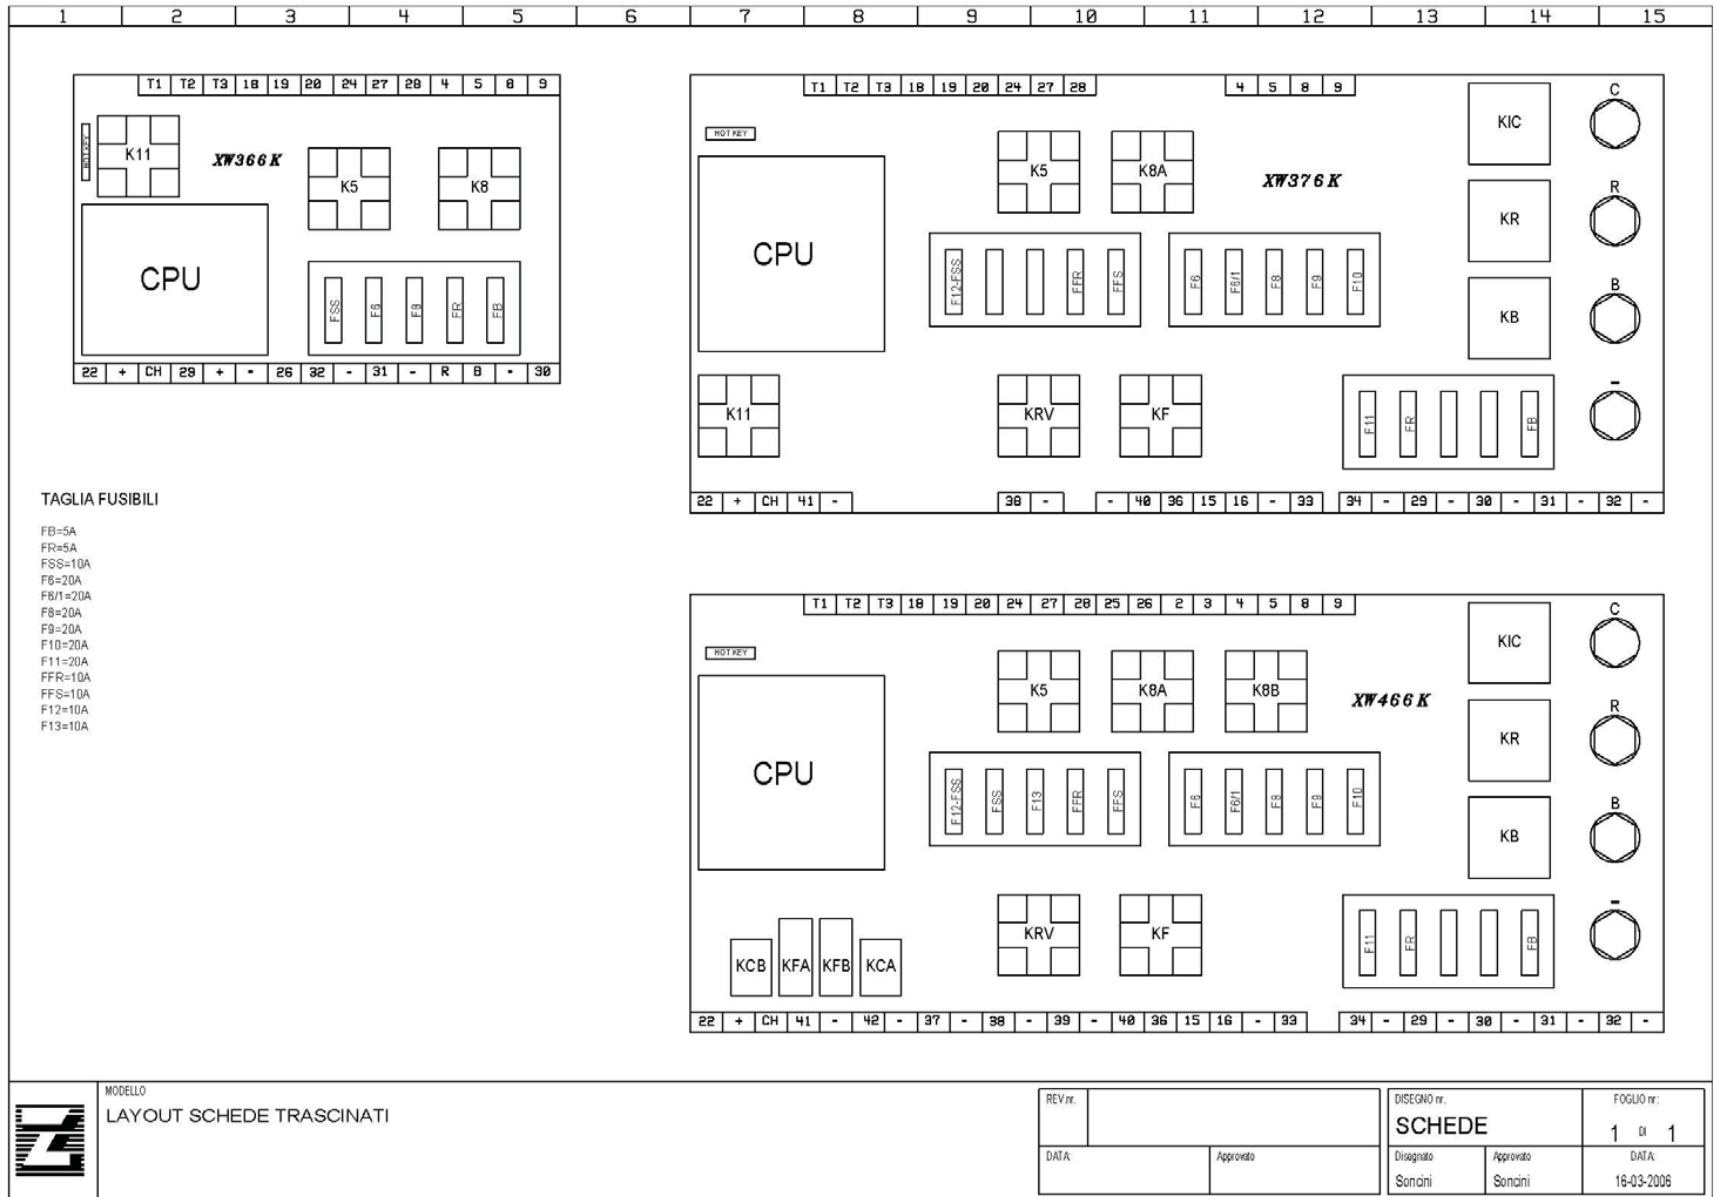 1 2 3 4 5 6 7 8 9 10 11 12 13 14 15
T1 T2 T3 18 19 20 24 27 28 4 5 8 9
HOT KEY
K11
XW366K
K5
K8
CPU
FSS F6 F8 FR FB
22 + CH 29 + - 26 32 - 31 - R B - 30
T1 T2 T3 18 19 20 24 27 28 4 5 8 9
HOT KEY
K5
K8A
XW376K
KIC
C
KR
R
CPU
F12-FSS FFR FFS
F6 F6/1 F8 F9 F10
KB
B
K11
KRV
KF
F11 FR FB
-
22 + CH 41 - 38 - - 40 36 15 16 - 33 34 - 29 - 30 - 31 - 32 -
TAGLIA FUSIBILI
FB=5A
FR=5A
FSS=10A
F6=20A
F6/1=20A
F8=20A
F9=20A
F10=20A
F11=20A
FFR=10A
FFS=10A
F12=10A
F13=10A
T1 T2 T3 18 19 20 24 27 28 25 26 2 3 4 5 8 9
HOT KEY
K5
K8A
K8B
XW466K
KIC
C
KR
R
CPU
F12-FSS FSS F13 FFR FFS
F6 F6/1 F8 F9 F10
KB
B
KCB KFA KFB KCA
KRV
KF
F11 FR FB
-
22 + CH 41 - 42 - 37 - 38 - 39 - 40 36 15 16 - 33 34 - 29 - 30 - 31 - 32 -
MODELLO
LAYOUT SCHEDE TRASCINATI
REV.nr.
DATA:
Approvato
DISEGNO nr.
SCHEDE
FOGLIO nr:
1 DI 1
Disegnato
Soncini
Approvato
Soncini
DATA:
16-03-2006